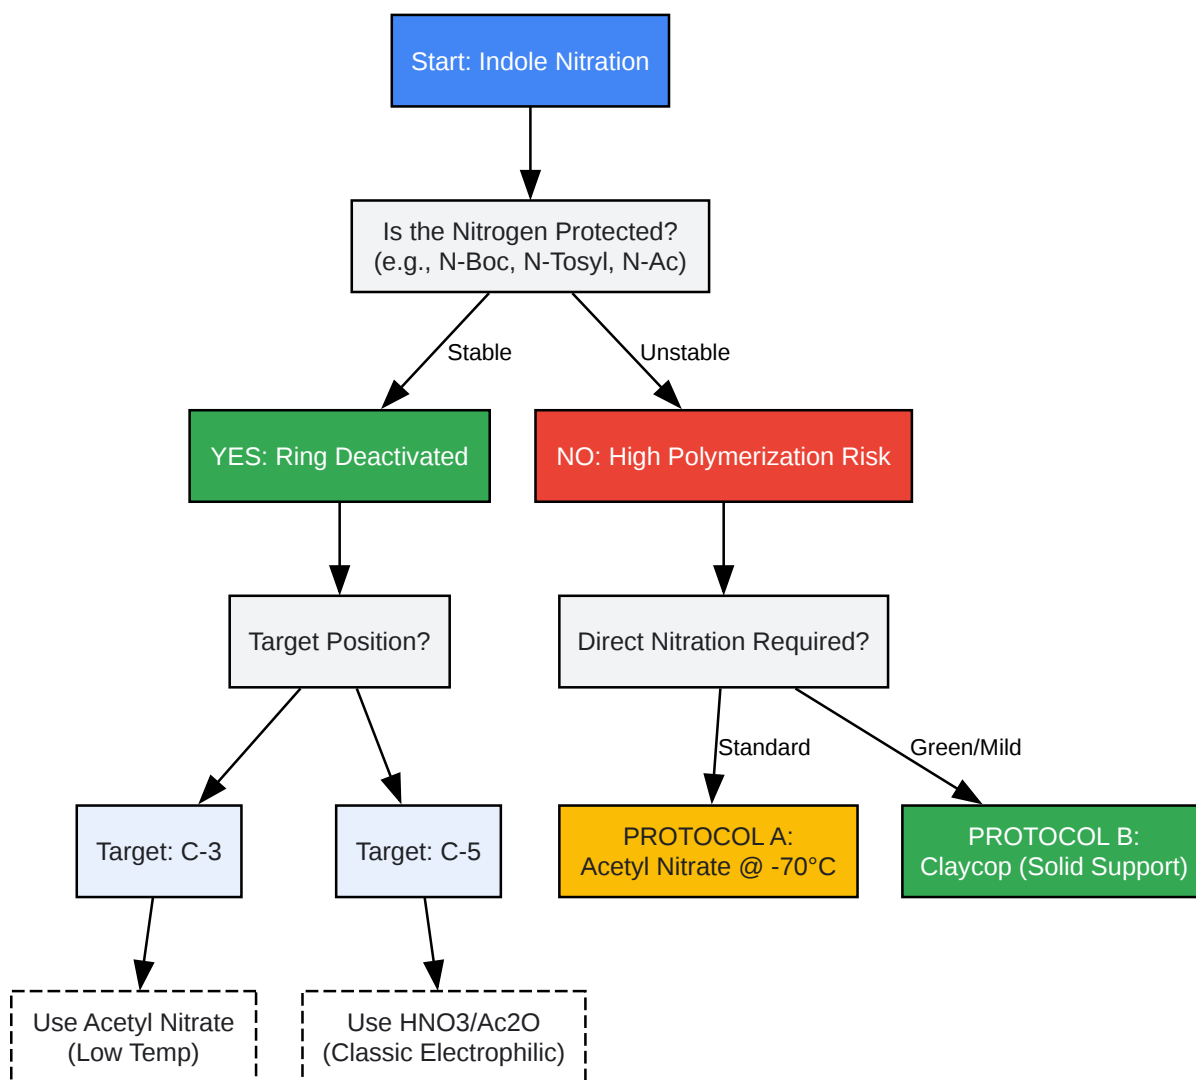 Start: Indole Nitration
Is the Nitrogen Protected?
(e.g., N-Boc, N-Tosyl, N-Ac)
Stable
Unstable
YES: Ring Deactivated
NO: High Polymerization Risk
Target Position?
Direct Nitration Required?
Standard
Green/Mild
Target: C-3
Target: C-5
PROTOCOL A:
Acetyl Nitrate @ -70°C
PROTOCOL B:
Claycop (Solid Support)
Use Acetyl Nitrate
(Low Temp)
Use HNO3/Ac2O
(Classic Electrophilic)